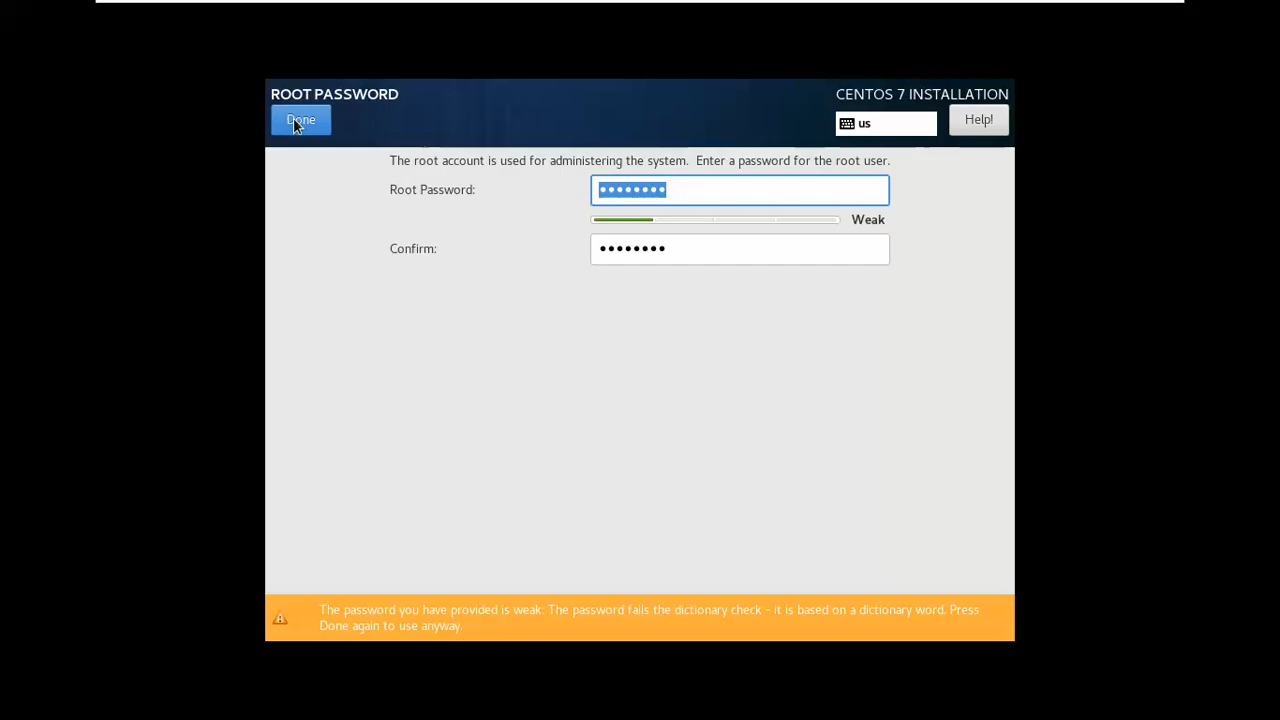 ROOT PASSWORD
CENTOS 7 INSTALLATION
Done
us
Help!
The root account is used for administering the system.  Enter a password for the root user.
Root Password:
••••••••
Weak
Confirm:
••••••••
The password you have provided is weak: The password fails the dictionary check - it is based on a dictionary word. Press
Done again to use anyway.